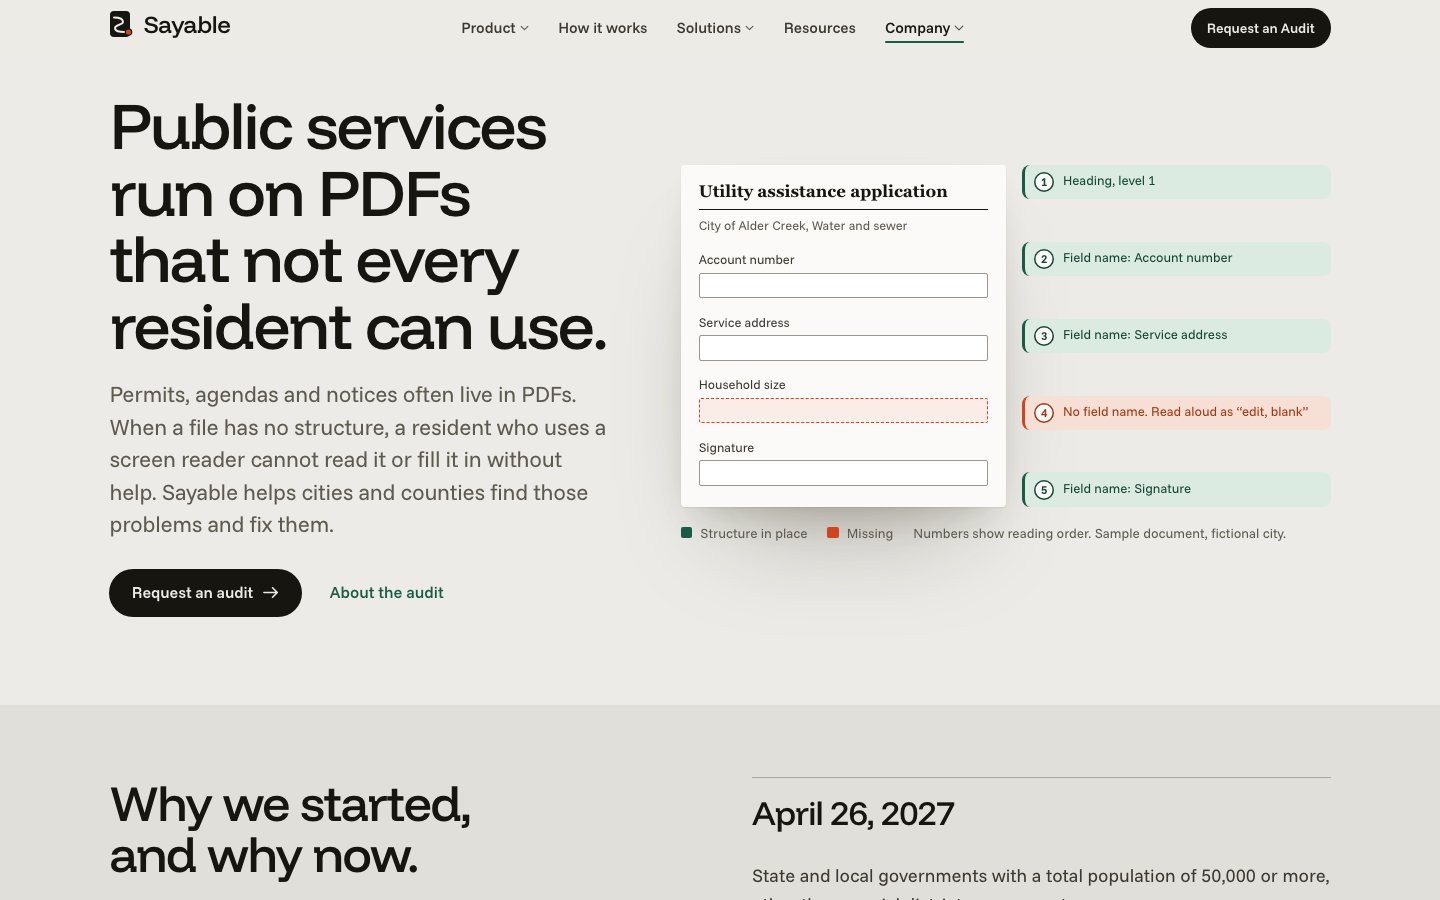 Sayable
Product
How it works
Solutions
Resources
Company
Request an Audit
Public services
run on PDFs
that not every
resident can use.
Permits, agendas and notices often live in PDFs.
When a file has no structure, a resident who uses a
screen reader cannot read it or fill it in without
help. Sayable helps cities and counties find those
problems and fix them.
Request an audit
About the audit
Utility assistance application
City of Alder Creek, Water and sewer
Account number
Service address
Household size
Signature
1 Heading, level 1
2 Field name: Account number
3 Field name: Service address
4 No field name. Read aloud as “edit, blank”
5 Field name: Signature
Structure in place
Missing
Numbers show reading order. Sample document, fictional city.
Why we started,
and why now.
April 26, 2027
State and local governments with a total population of 50,000 or more,